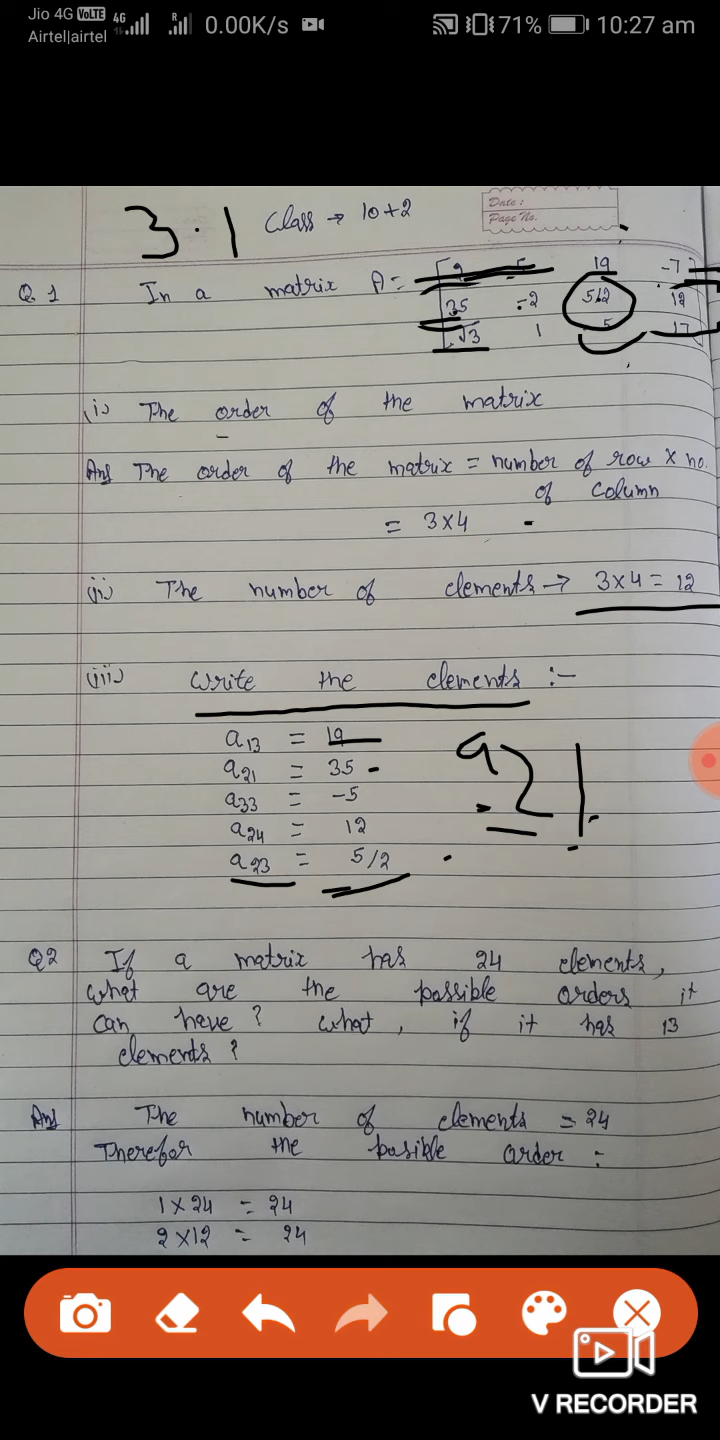 Jio 4G VoLTE 4G R 0.00K/s 71% 10:27 am
Airtel|airtel
3.1 Class → 10+2
Date :
Page No.
Q.1 In a matrix A = 19 -7
35 -2 5/2 12
√3 1 5 17
(i) The order of the matrix
Ans The order of the matrix = number of row × no.
of column
= 3×4
(ii) The number of elements → 3×4 = 12
(iii) Write the elements :-
a13 = 19
a21 = 35
a33 = -5
a24 = 12
a23 = 5/2
a21
Q2 If a matrix has 24 elements,
what are the possible orders it
can have? what, if it has 13
elements?
Ans The number of elements = 24
Therefor the posible order :
1 × 24 = 24
2 × 12 = 24
V RECORDER